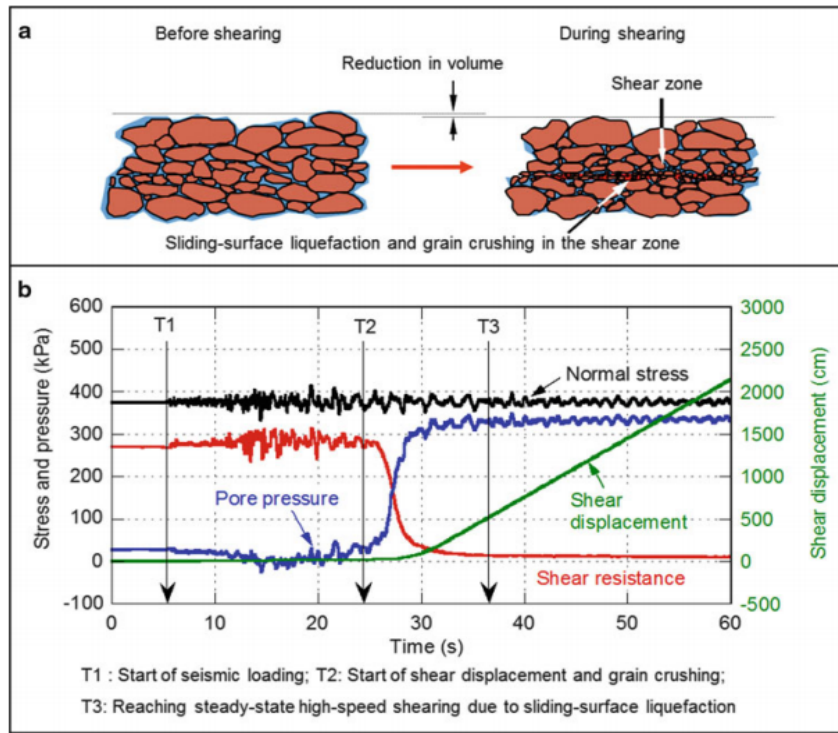 a
Before shearing
During shearing
Reduction in volume
Shear zone
Sliding-surface liquefaction and grain crushing in the shear zone
b
600
500
400
300
200
100
0
-100
Stress and pressure (kPa)
T1
T2
T3
Normal stress
Pore pressure
Shear
displacement
Shear resistance
3000
2500
2000
1500
1000
500
0
-500
Shear displacement (cm)
0 10 20 30 40 50 60
Time (s)
T1 : Start of seismic loading; T2: Start of shear displacement and grain crushing;
T3: Reaching steady-state high-speed shearing due to sliding-surface liquefaction